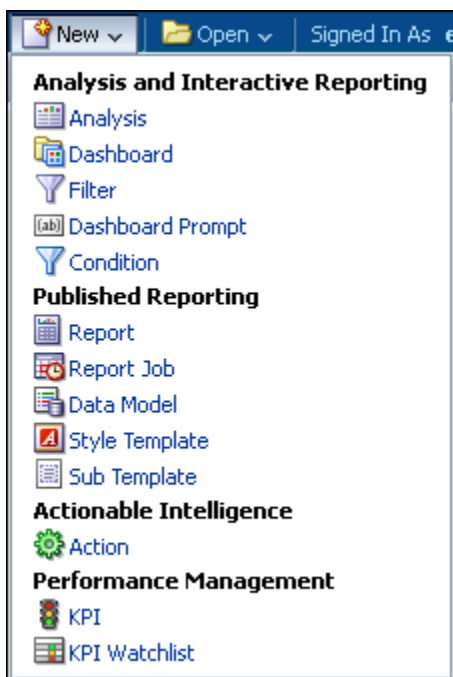 New Open Signed In As
Analysis and Interactive Reporting
Analysis
Dashboard
Filter
(ab) Dashboard Prompt
Condition
Published Reporting
Report
Report Job
Data Model
Style Template
Sub Template
Actionable Intelligence
Action
Performance Management
KPI
KPI Watchlist